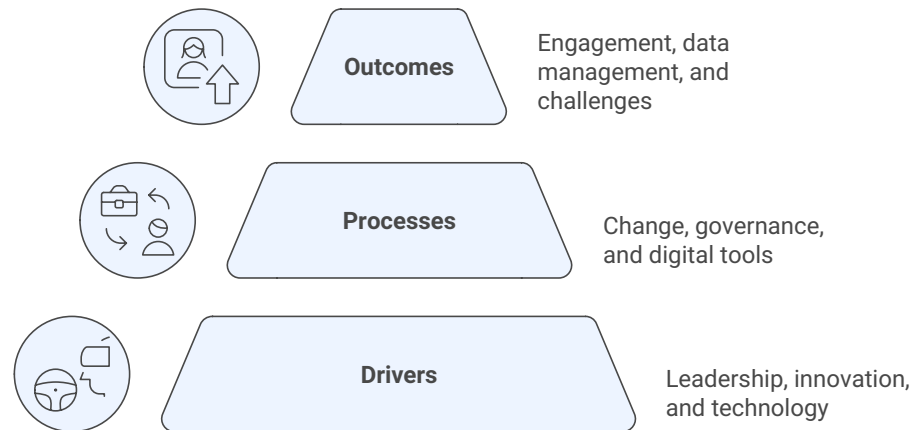 Outcomes
Engagement, data
management, and
challenges
Processes
Change, governance,
and digital tools
Drivers
Leadership, innovation,
and technology